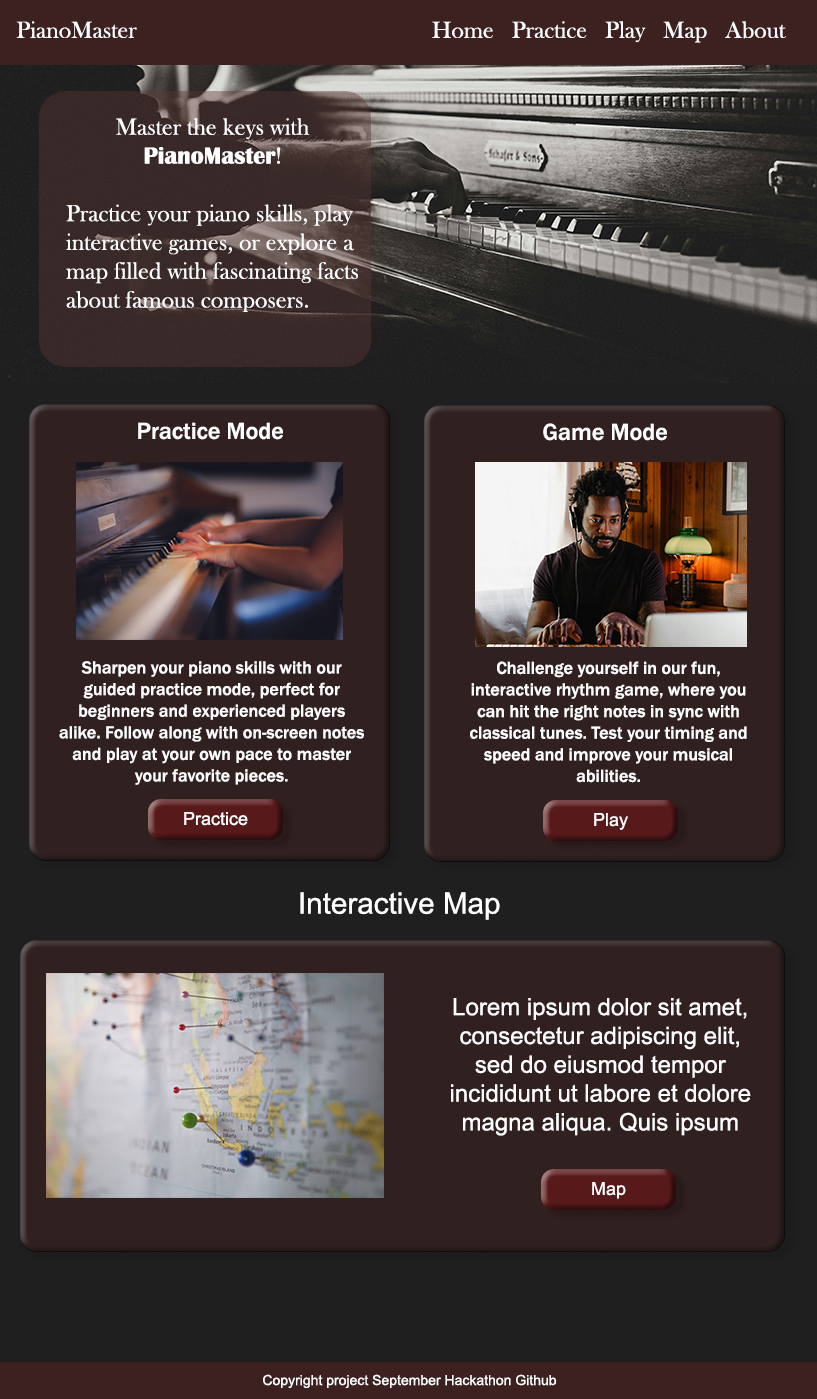 PianoMaster
Home Practice Play Map About
Master the keys with
PianoMaster!
Schafer & Sons
Practice your piano skills, play
interactive games, or explore a
map filled with fascinating facts
about famous composers.
Practice Mode
Sharpen your piano skills with our
guided practice mode, perfect for
beginners and experienced players
alike. Follow along with on-screen notes
and play at your own pace to master
your favorite pieces.
Practice
Game Mode
Challenge yourself in our fun,
interactive rhythm game, where you
can hit the right notes in sync with
classical tunes. Test your timing and
speed and improve your musical
abilities.
Play
Interactive Map
MALAYSIA
INDONESIA
INDIAN
OCEAN
CHRISTMAS ISLAND
Lorem ipsum dolor sit amet,
consectetur adipiscing elit,
sed do eiusmod tempor
incididunt ut labore et dolore
magna aliqua. Quis ipsum
Map
Copyright project September Hackathon Github